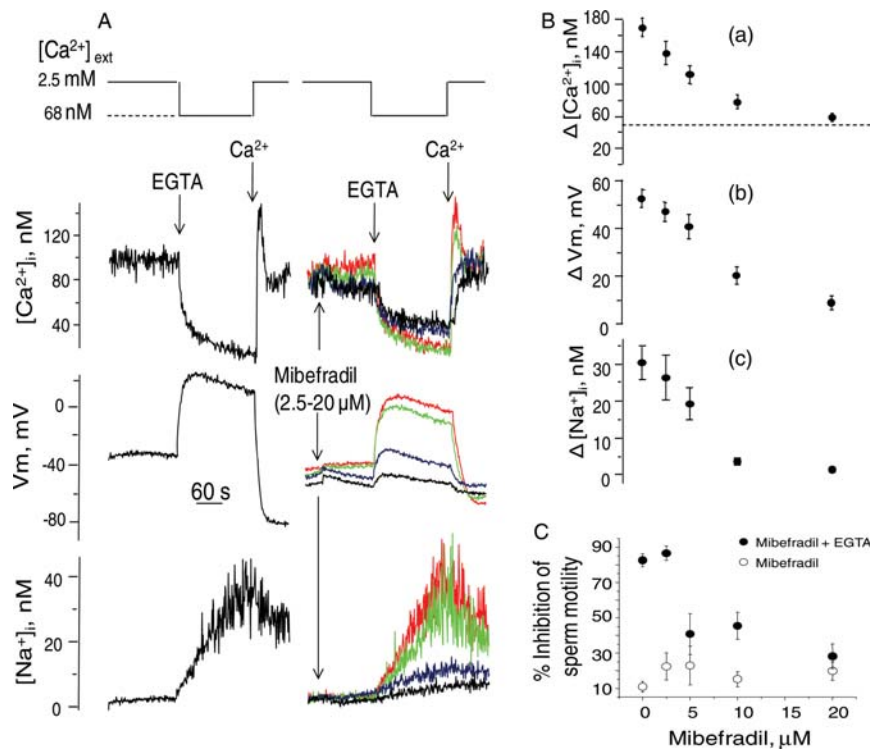 A
[Ca²⁺] ext
2.5 mM
68 nM
EGTA
Ca²⁺
EGTA
Ca²⁺
[Ca²⁺]i, nM
120
80
40
Mibefradil
(2.5-20 µM)
Vm, mV
0
-40
-80
60 s
[Na⁺]i, nM
40
20
0
B
(a)
Δ [Ca²⁺]i, nM
180
140
100
60
20
(b)
Δ Vm, mV
60
40
20
0
(c)
Δ [Na⁺]i, nM
30
20
10
0
C
Mibefradil + EGTA
Mibefradil
% Inhibition of
sperm motility
90
70
50
30
10
0 5 10 15 20
Mibefradil, µM